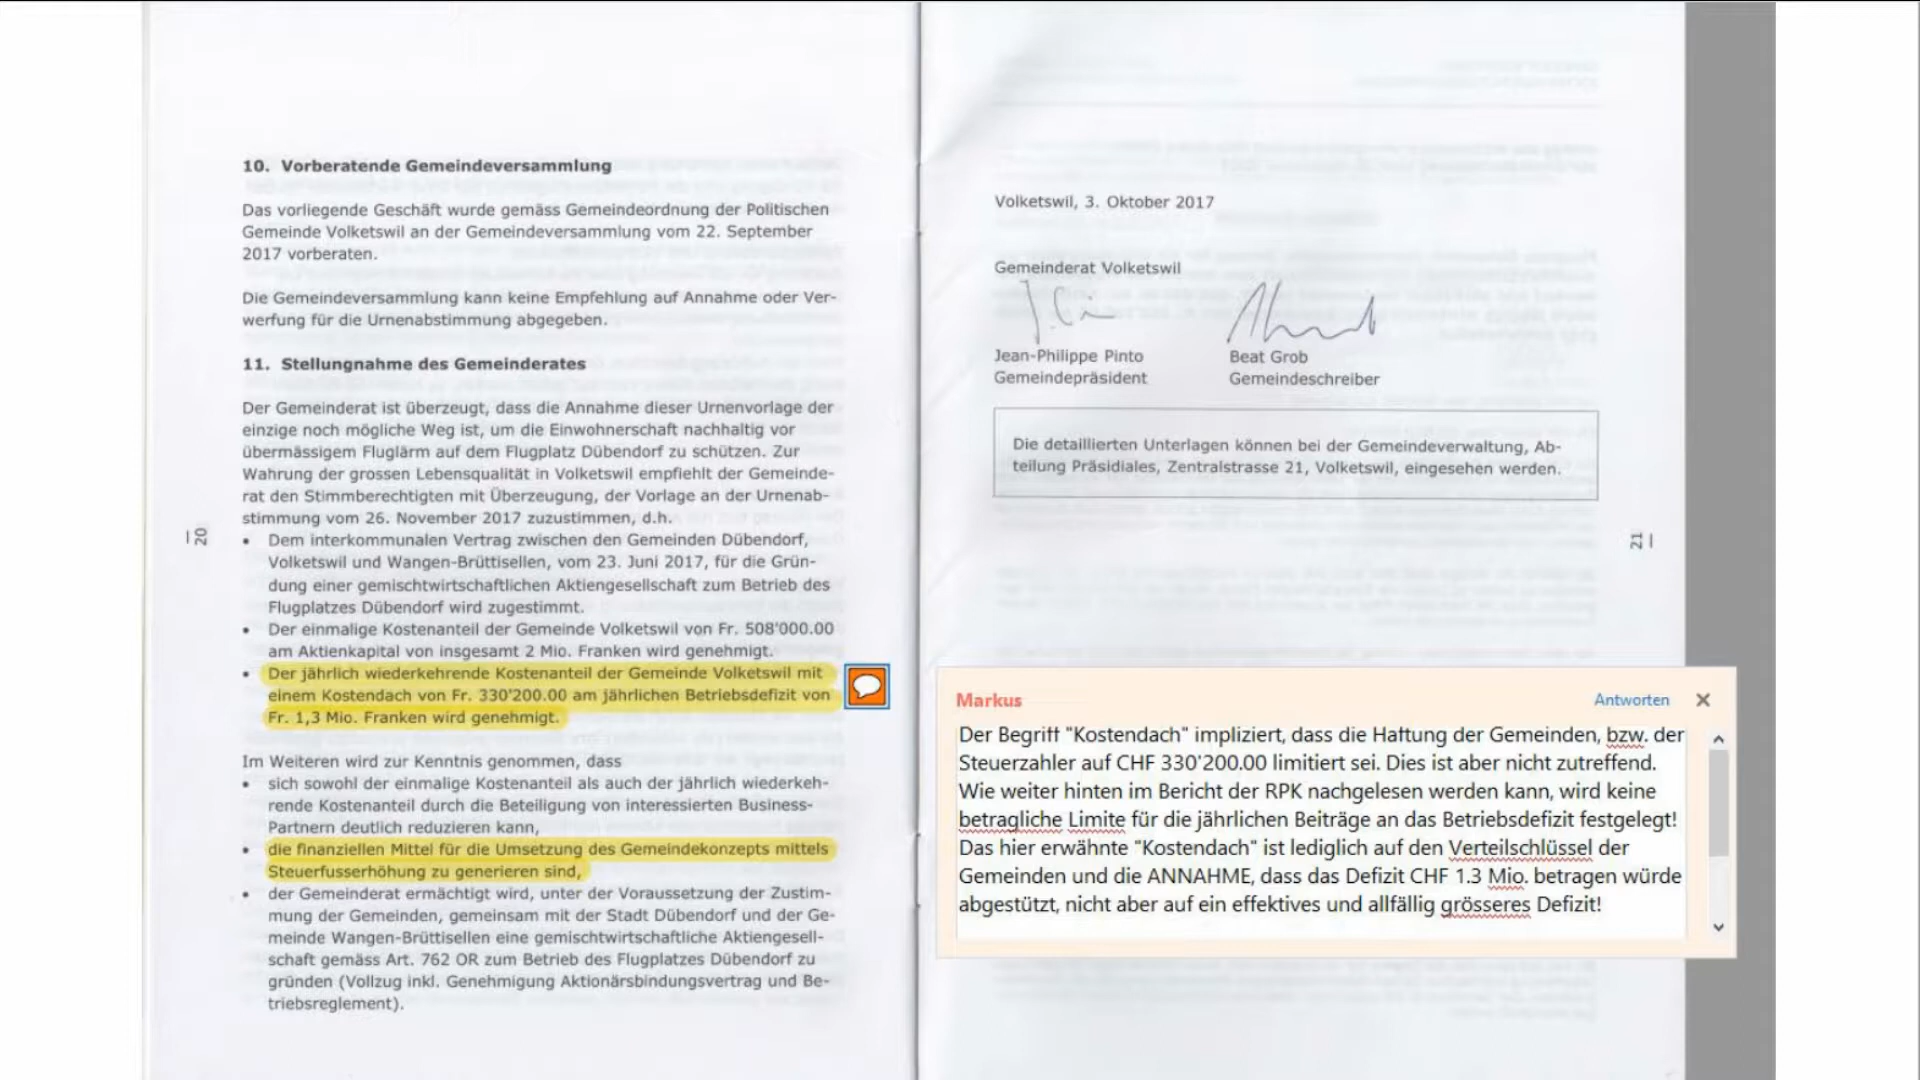 10. Vorberatende Gemeindeversammlung
Das vorliegende Geschäft wurde gemäss Gemeindeordnung der Politischen
Gemeinde Volketswil an der Gemeindeversammlung vom 22. September
2017 vorberaten.
Die Gemeindeversammlung kann keine Empfehlung auf Annahme oder Ver-
werfung für die Urnenabstimmung abgegeben.
11. Stellungnahme des Gemeinderates
Der Gemeinderat ist überzeugt, dass die Annahme dieser Urnenvorlage der
einzige noch mögliche Weg ist, um die Einwohnerschaft nachhaltig vor
übermässigem Fluglärm auf dem Flugplatz Dübendorf zu schützen. Zur
Wahrung der grossen Lebensqualität in Volketswil empfiehlt der Gemeinde-
rat den Stimmberechtigten mit Überzeugung, der Vorlage an der Urnenab-
stimmung vom 26. November 2017 zuzustimmen, d.h.
• Dem interkommunalen Vertrag zwischen den Gemeinden Dübendorf,
Volketswil und Wangen-Brüttisellen, vom 23. Juni 2017, für die Grün-
dung einer gemischtwirtschaftlichen Aktiengesellschaft zum Betrieb des
Flugplatzes Dübendorf wird zugestimmt.
• Der einmalige Kostenanteil der Gemeinde Volketswil von Fr. 508'000.00
am Aktienkapital von insgesamt 2 Mio. Franken wird genehmigt.
• Der jährlich wiederkehrende Kostenanteil der Gemeinde Volketswil mit
einem Kostendach von Fr. 330'200.00 am jährlichen Betriebsdefizit von
Fr. 1,3 Mio. Franken wird genehmigt.
Im Weiteren wird zur Kenntnis genommen, dass
• sich sowohl der einmalige Kostenanteil als auch der jährlich wiederkeh-
rende Kostenanteil durch die Beteiligung von interessierten Business-
Partnern deutlich reduzieren kann,
• die finanziellen Mittel für die Umsetzung des Gemeindekonzepts mittels
Steuerfusserhöhung zu generieren sind,
• der Gemeinderat ermächtigt wird, unter der Voraussetzung der Zustim-
mung der Gemeinden, gemeinsam mit der Stadt Dübendorf und der Ge-
meinde Wangen-Brüttisellen eine gemischtwirtschaftliche Aktiengesell-
schaft gemäss Art. 762 OR zum Betrieb des Flugplatzes Dübendorf zu
gründen (Vollzug inkl. Genehmigung Aktionärsbindungsvertrag und Be-
triebsreglement).
20
Volketswil, 3. Oktober 2017
Gemeinderat Volketswil
Jean-Philippe Pinto Beat Grob
Gemeindepräsident Gemeindeschreiber
Die detaillierten Unterlagen können bei der Gemeindeverwaltung, Ab-
teilung Präsidiales, Zentralstrasse 21, Volketswil, eingesehen werden.
21
Markus Antworten
Der Begriff "Kostendach" impliziert, dass die Haftung der Gemeinden, bzw. der
Steuerzahler auf CHF 330'200.00 limitiert sei. Dies ist aber nicht zutreffend.
Wie weiter hinten im Bericht der RPK nachgelesen werden kann, wird keine
betragliche Limite für die jährlichen Beiträge an das Betriebsdefizit festgelegt!
Das hier erwähnte "Kostendach" ist lediglich auf den Verteilschlüssel der
Gemeinden und die ANNAHME, dass das Defizit CHF 1.3 Mio. betragen würde
abgestützt, nicht aber auf ein effektives und allfällig grösseres Defizit!